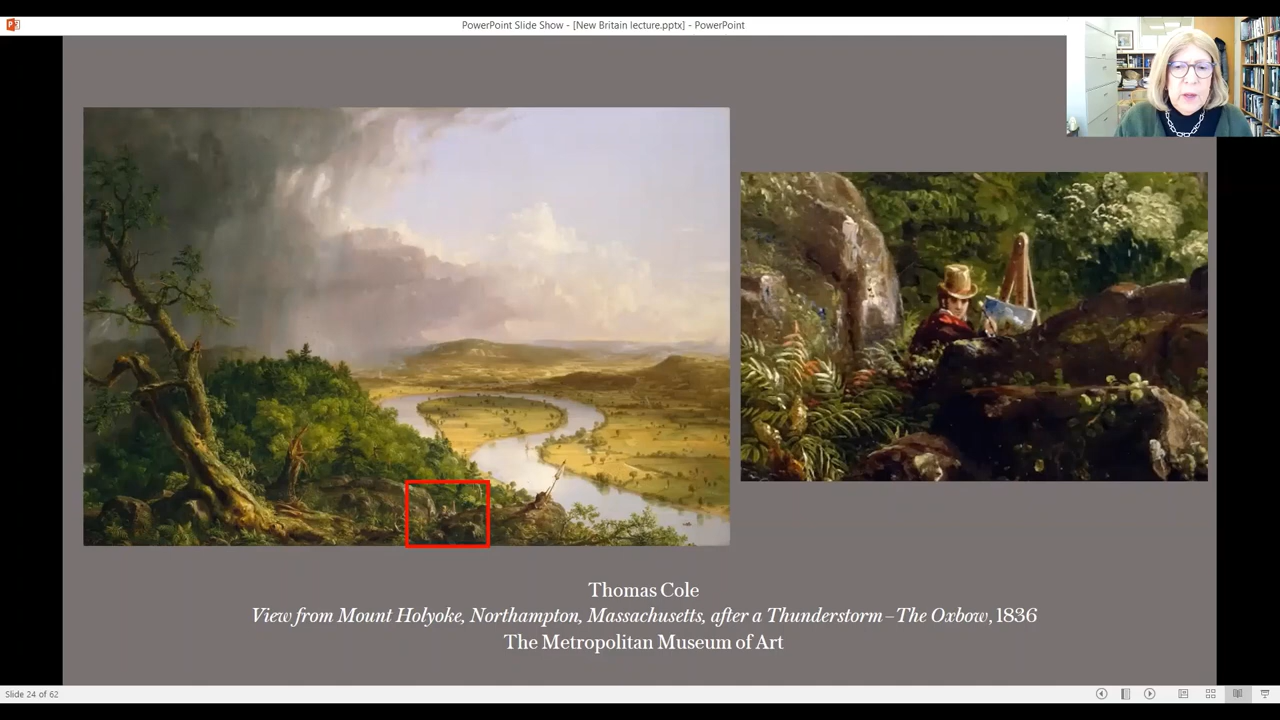 PowerPoint Slide Show - [New Britain lecture.pptx] - PowerPoint
Thomas Cole
View from Mount Holyoke, Northampton, Massachusetts, after a Thunderstorm–The Oxbow, 1836
The Metropolitan Museum of Art
Slide 24 of 62